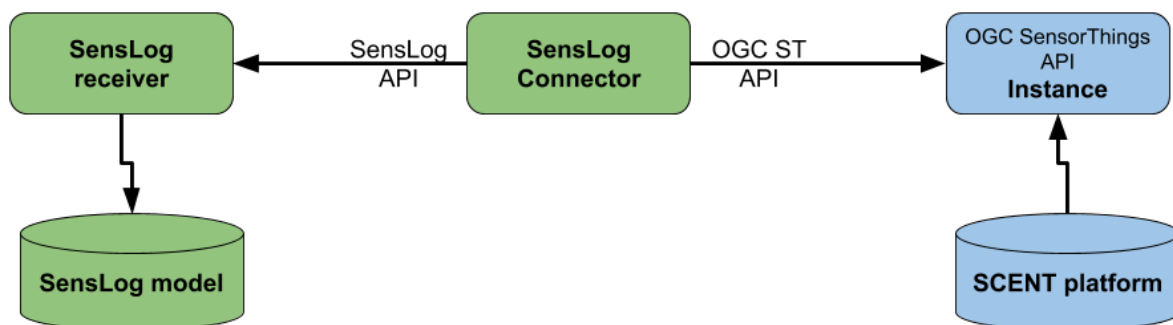 SensLog
receiver
SensLog
API
SensLog
Connector
OGC ST
API
OGC SensorThings
API
Instance
SensLog model
SCENT platform